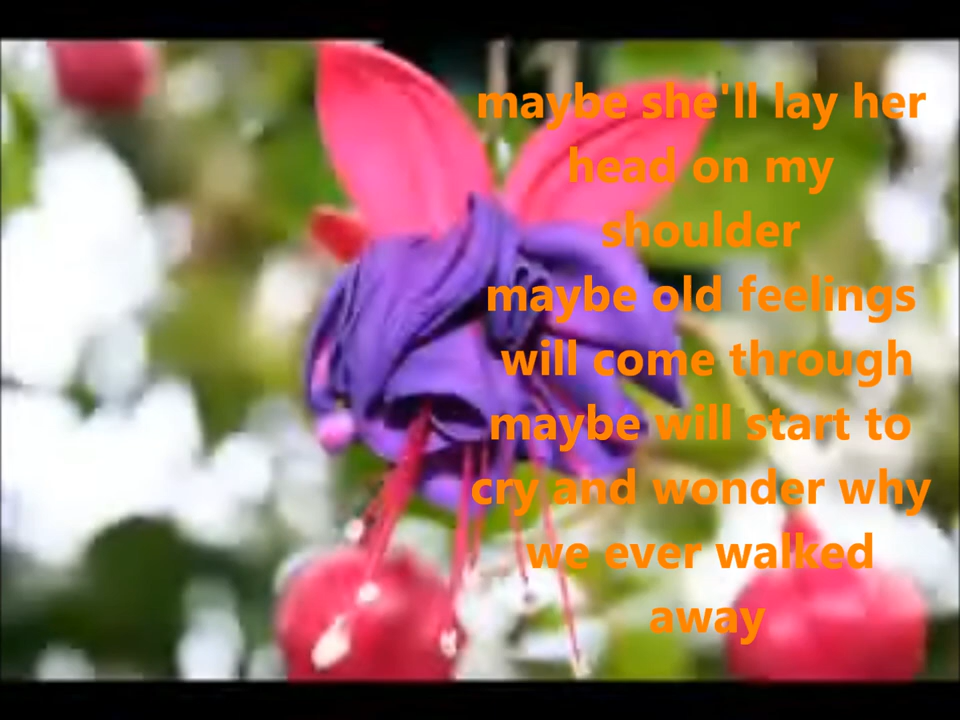 maybe she'll lay her
head on my
shoulder
maybe old feelings
will come through
maybe will start to
cry and wonder why
we ever walked
away